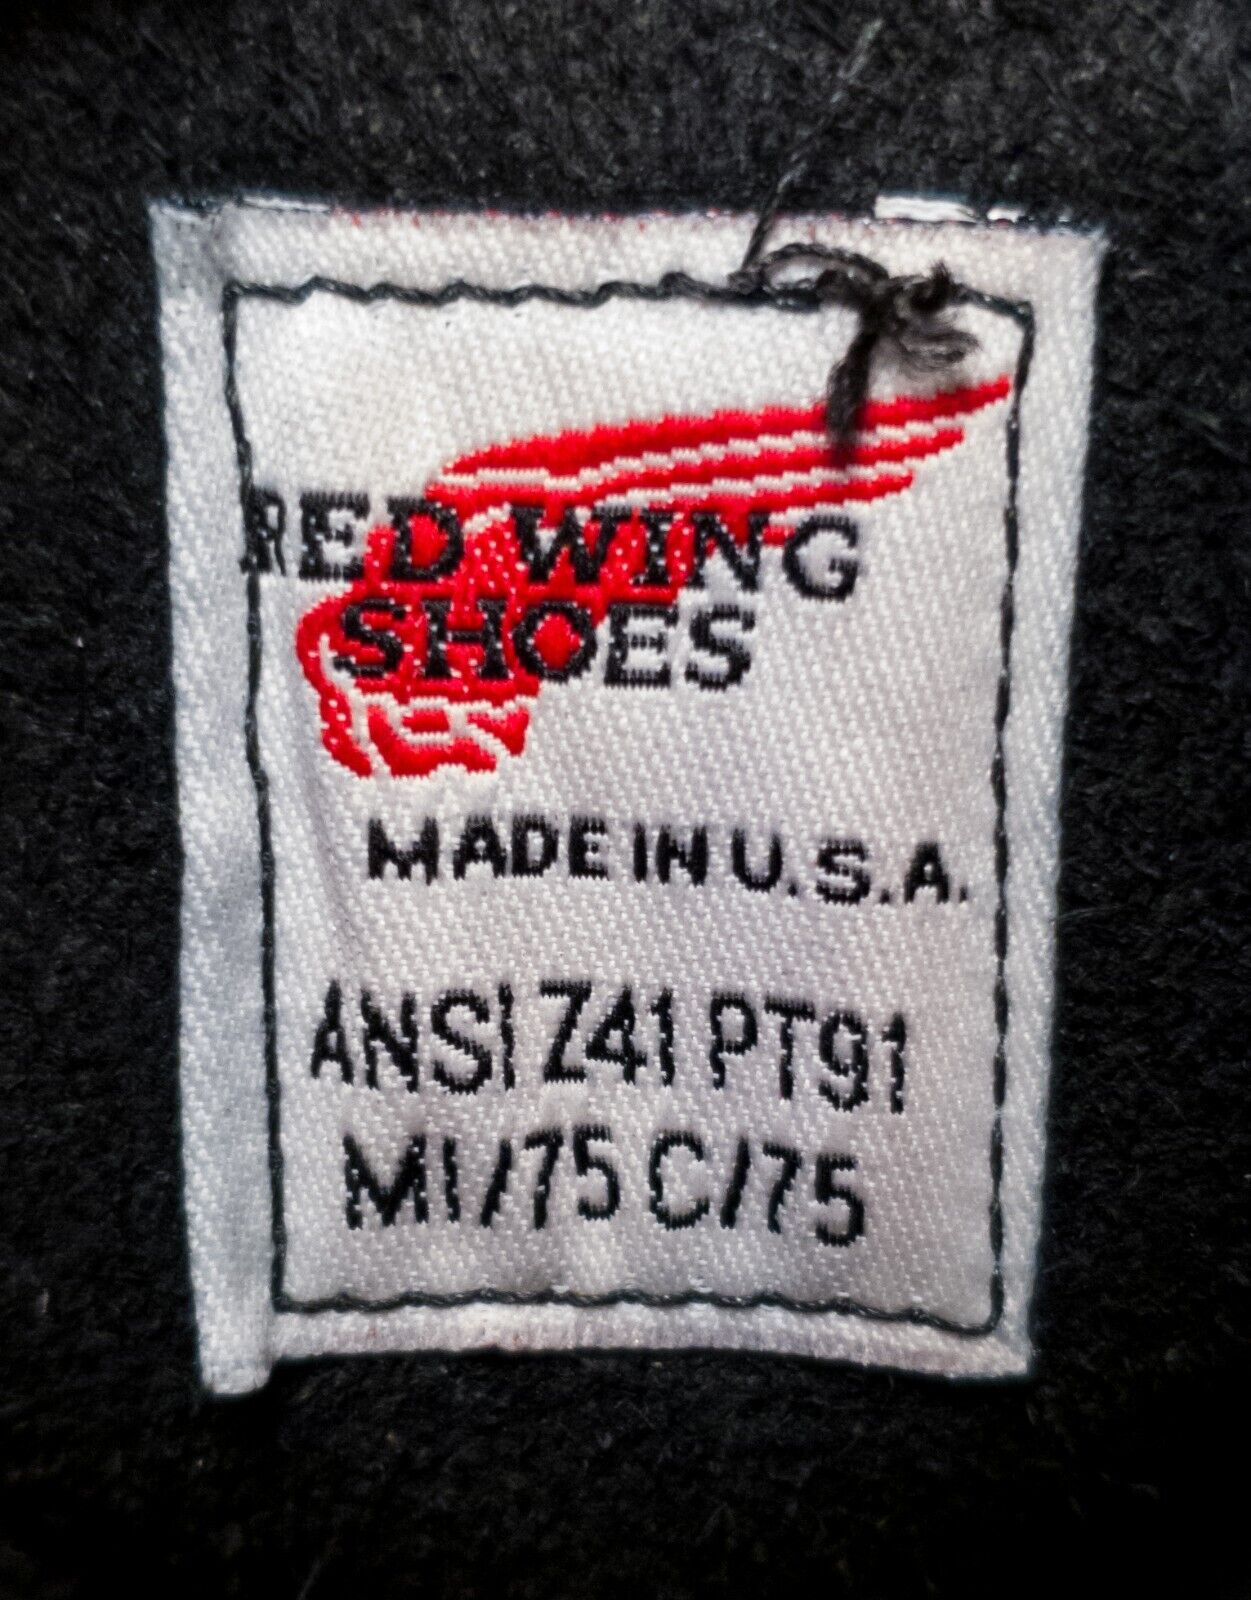 RED WING
SHOES
MADE IN U.S.A.
ANSI Z41 PT91
MI/75 C/75